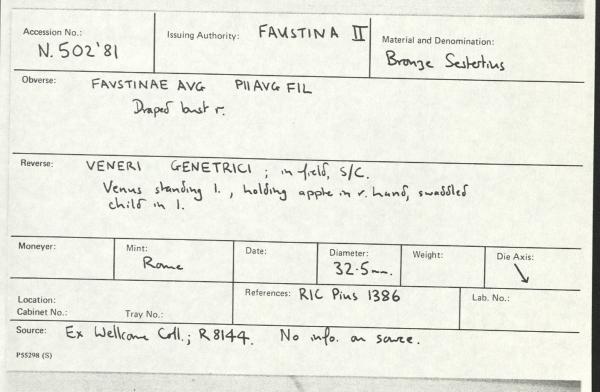 Accession No.: N.502'81
Issuing Authority: FAUSTINA II
Material and Denomination: Bronze Sestertius
Obverse: FAVSTINAE AVG PIIAVG FIL
Draped bust r.
Reverse: VENERI GENETRICI ; in field, S/C.
Venus standing l., holding apple in r. hand, swaddled
child in l.
Moneyer:
Mint: Rome
Date:
Diameter: 32.5mm.
Weight:
Die Axis: ↘
Location:
Cabinet No.: Tray No.:
References: RIC Pius 1386
Lab. No.:
Source: Ex Wellcome Coll.; R8144. No info. on source.
P55298 (S)